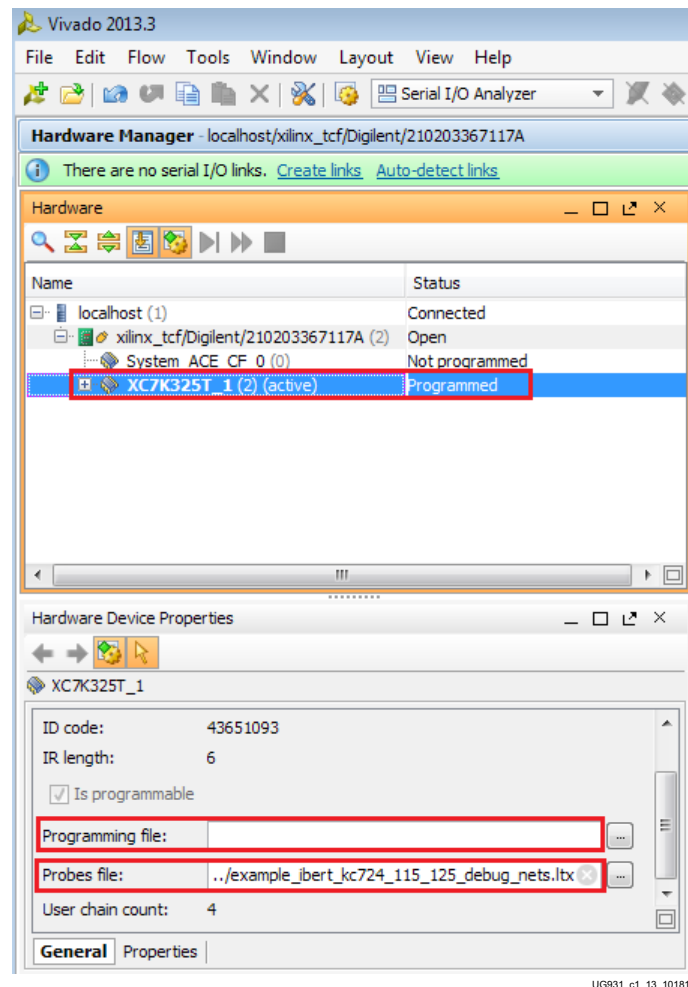 Vivado 2013.3
File Edit Flow Tools Window Layout View Help
Serial I/O Analyzer
Hardware Manager - localhost/xilinx_tcf/Digilent/210203367117A
There are no serial I/O links. Create links Auto-detect links
Hardware
Name Status
localhost (1) Connected
xilinx_tcf/Digilent/210203367117A (2) Open
System_ACE_CF_0 (0) Not programmed
XC7K325T_1 (2) (active) Programmed
Hardware Device Properties
XC7K325T_1
ID code: 43651093
IR length: 6
Is programmable
Programming file: ...
Probes file: ../example_ibert_kc724_115_125_debug_nets.ltx ...
User chain count: 4
General Properties
UG931_c1_13_10181